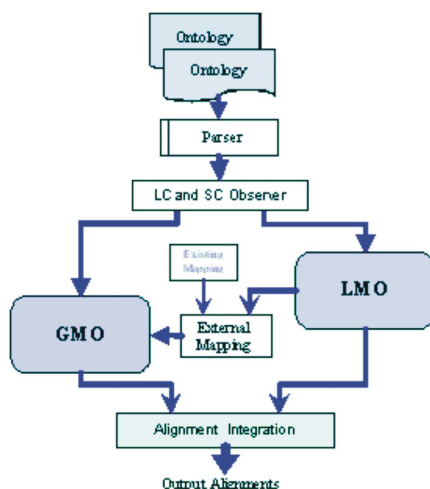 Ontology
Ontology
Parser
LC and SC Observer
Existing
Mapping
LMO
GMO
External
Mapping
Alignment Integration
Output Alignments